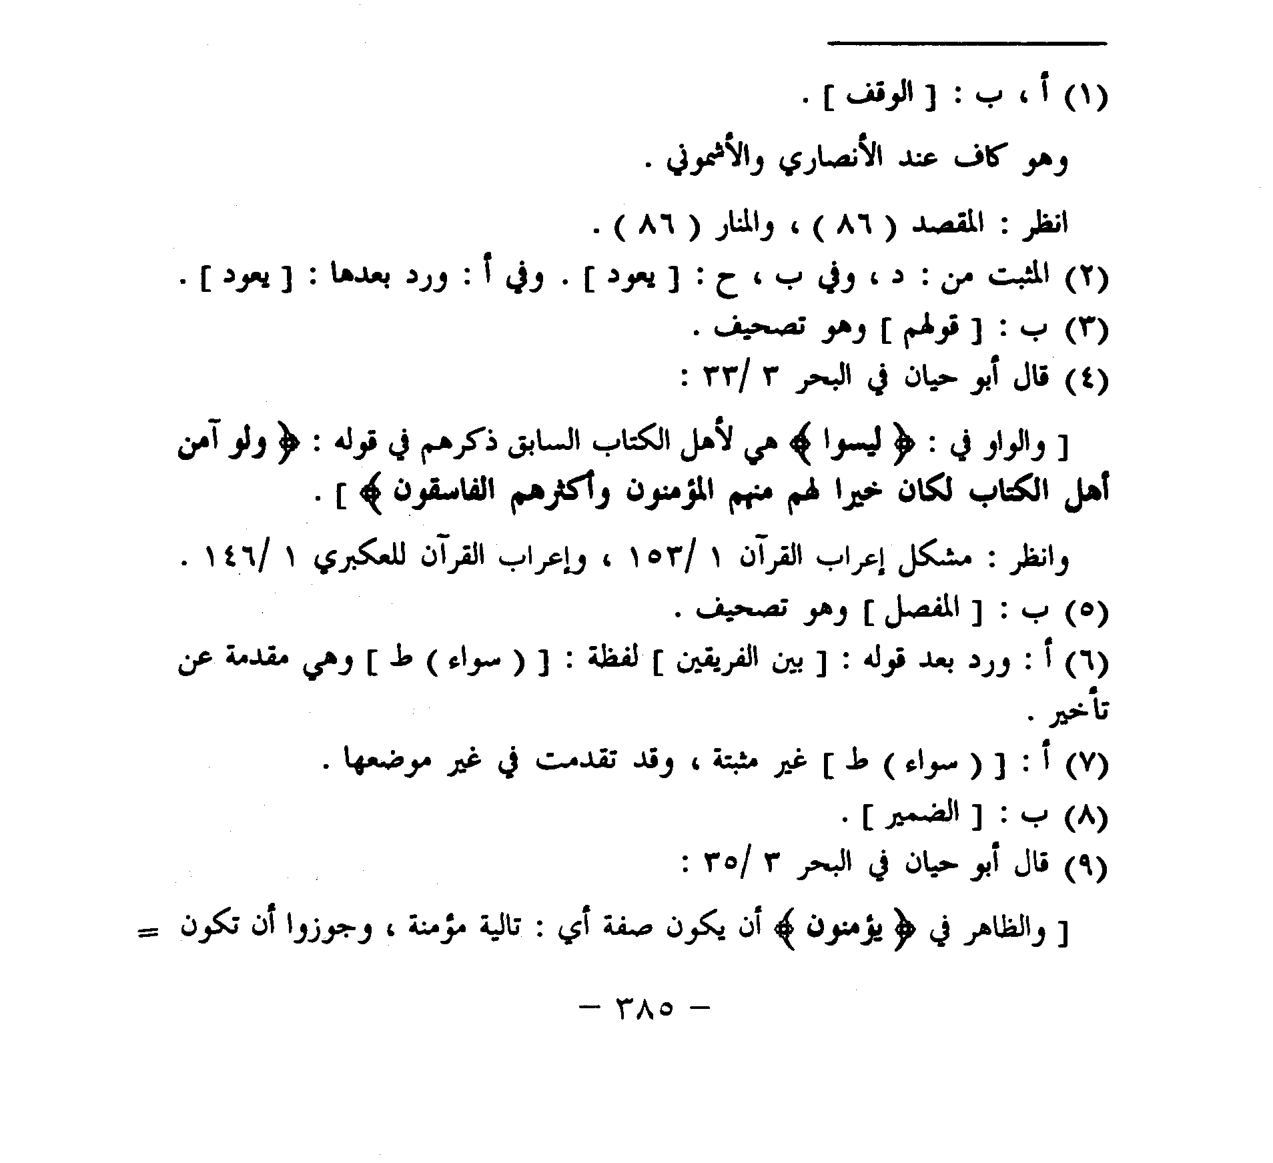 (١) أ ، ب : [ الوقف ] .
وهو كاف عند الأنصاري والأشموني .
انظر : المقصد ( ٨٦ ) ، والمنار ( ٨٦ ) .
(٢) المثبت من : د ، وفي ب ، ح : [ يعود ] . وفي أ : ورد بعدها : [ يعود ] .
(٣) ب : [ قولهم ] وهو تصحيف .
(٤) قال أبو حيان في البحر ٣ /٣٣ :
[ والواو في : ﴿ ليسوا ﴾ هي لأهل الكتاب السابق ذكرهم في قوله : ﴿ ولو آمن
أهل الكتاب لكان خيرا لهم منهم المؤمنون وأكثرهم الفاسقون ﴾ ] .
وانظر : مشكل إعراب القرآن ١ /١٥٣ ، وإعراب القرآن للعكبري ١ /١٤٦ .
(٥) ب : [ المفصل ] وهو تصحيف .
(٦) أ : ورد بعد قوله : [ بين الفريقين ] لفظة : [ ( سواء ) ط ] وهي مقدمة عن
تأخير .
(٧) أ : [ ( سواء ) ط ] غير مثبتة ، وقد تقدمت في غير موضعها .
(٨) ب : [ الضمير ] .
(٩) قال أبو حيان في البحر ٣ /٣٥ :
[ والظاهر في ﴿ يؤمنون ﴾ أن يكون صفة أي : تالية مؤمنة ، وجوزوا أن تكون =
– ٣٨٥ –